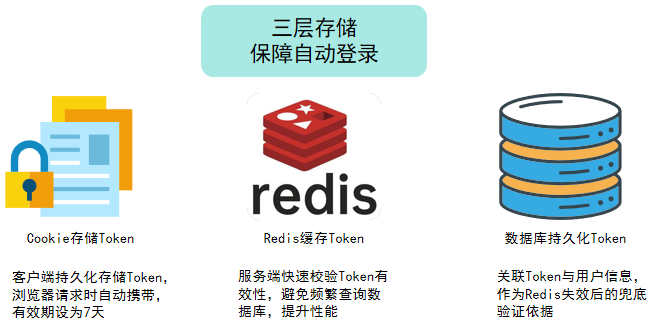 三层存储
保障自动登录
redis
Cookie存储Token
Redis缓存Token
数据库持久化Token
客户端持久化存储Token,
浏览器请求时自动携带,
有效期设为7天
服务端快速校验Token有
效性，避免频繁查询数
据库，提升性能
关联Token与用户信息,
作为Redis失效后的兜底
验证依据